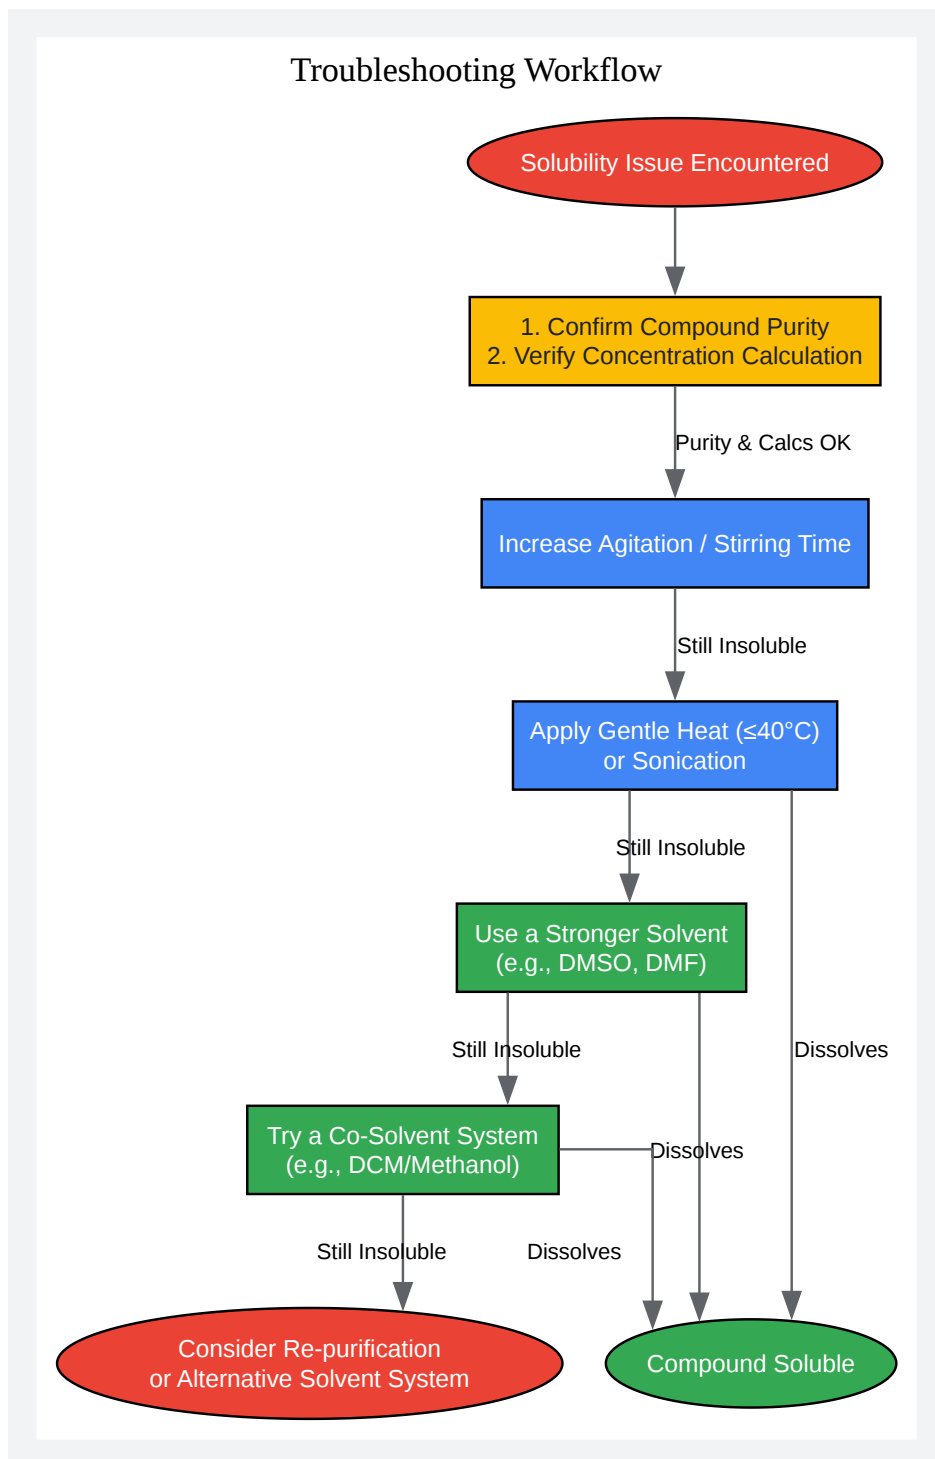 Troubleshooting Workflow
Solubility Issue Encountered
1. Confirm Compound Purity
2. Verify Concentration Calculation
Purity & Calcs OK
Increase Agitation / Stirring Time
Still Insoluble
Apply Gentle Heat (≤40°C)
or Sonication
Still Insoluble
Use a Stronger Solvent
(e.g., DMSO, DMF)
Still Insoluble
Dissolves
Try a Co-Solvent System
(e.g., DCM/Methanol)
Dissolves
Still Insoluble
Dissolves
Consider Re-purification
or Alternative Solvent System
Compound Soluble